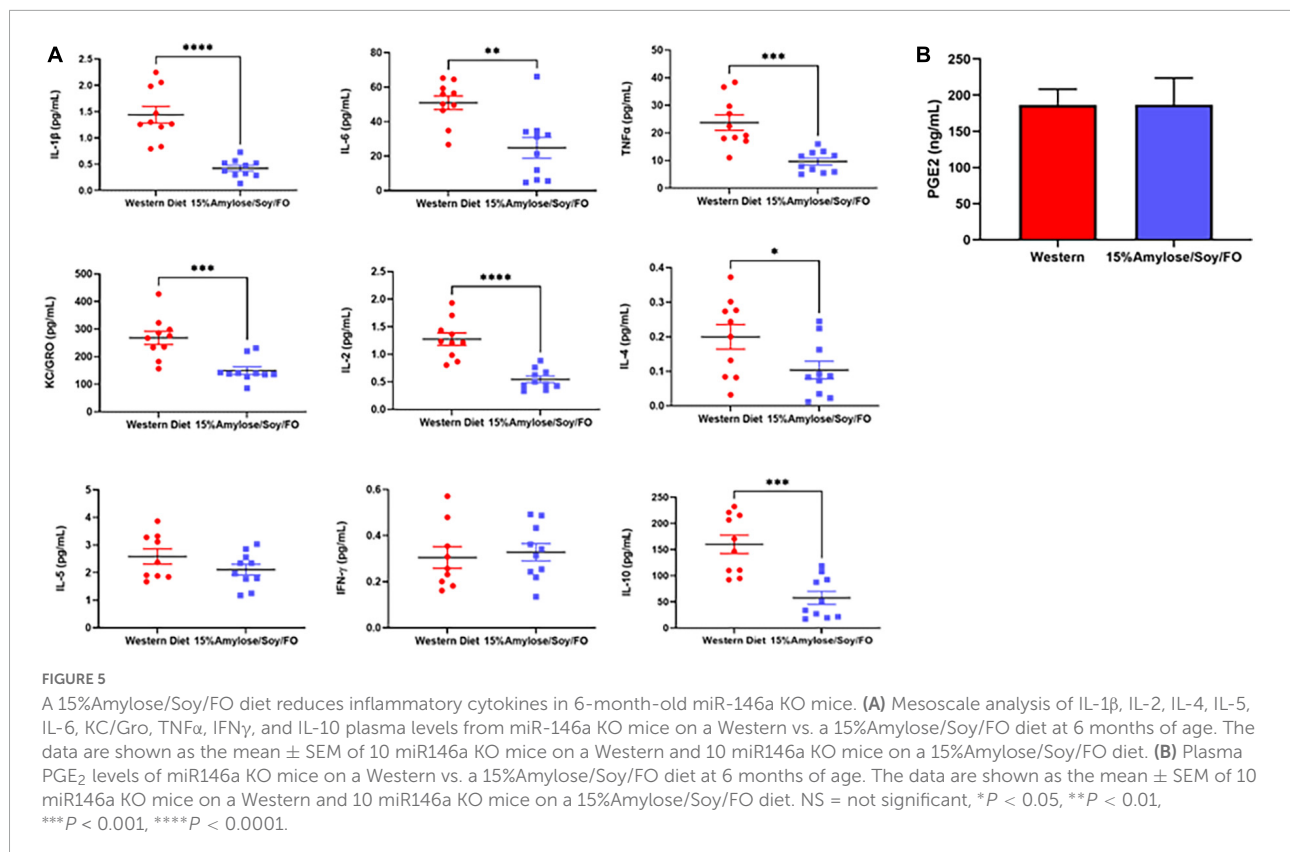 A
B
****
IL-1β (pg/mL)
2.5
2.0
1.5
1.0
0.5
0.0
Western Diet 15%Amylose/Soy/FO
**
IL-6 (pg/mL)
80
60
40
20
0
Western Diet 15%Amylose/Soy/FO
***
TNFα (pg/mL)
50
40
30
20
10
0
Western Diet 15%Amylose/Soy/FO
PGE2 (ng/mL)
250
200
150
100
50
0
Western 15%Amylose/Soy/FO
***
KC/GRO (pg/mL)
500
400
300
200
100
0
Western Diet 15%Amylose/Soy/FO
****
IL-2 (pg/mL)
2.5
2.0
1.5
1.0
0.5
0.0
Western Diet 15%Amylose/Soy/FO
*
IL-4 (pg/mL)
0.4
0.3
0.2
0.1
0.0
Western Diet 15%Amylose/Soy/FO
IL-5 (pg/mL)
5
4
3
2
1
0
Western Diet 15%Amylose/Soy/FO
IFN-γ (pg/mL)
0.6
0.4
0.2
0.0
Western Diet 15%Amylose/Soy/FO
***
IL-10 (pg/mL)
250
200
150
100
50
0
Western Diet 15%Amylose/Soy/FO
FIGURE 5
A 15%Amylose/Soy/FO diet reduces inflammatory cytokines in 6-month-old miR-146a KO mice. (A) Mesoscale analysis of IL-1β, IL-2, IL-4, IL-5,
IL-6, KC/Gro, TNFα, IFNγ, and IL-10 plasma levels from miR-146a KO mice on a Western vs. a 15%Amylose/Soy/FO diet at 6 months of age. The
data are shown as the mean ± SEM of 10 miR146a KO mice on a Western and 10 miR146a KO mice on a 15%Amylose/Soy/FO diet. (B) Plasma
PGE2 levels of miR146a KO mice on a Western vs. a 15%Amylose/Soy/FO diet at 6 months of age. The data are shown as the mean ± SEM of 10
miR146a KO mice on a Western and 10 miR146a KO mice on a 15%Amylose/Soy/FO diet. NS = not significant, *P < 0.05, **P < 0.01,
***P < 0.001, ****P < 0.0001.